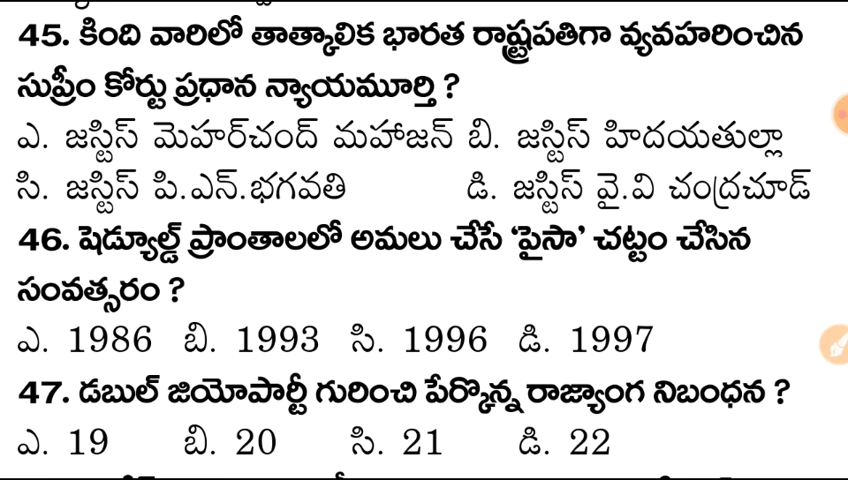 45. కింది వారిలో తాత్కాలిక భారత రాష్ట్రపతిగా వ్యవహరించిన
సుప్రీం కోర్టు ప్రధాన న్యాయమూర్తి ?
ఎ. జస్టిస్ మెహర్‌చంద్ మహాజన్ బి. జస్టిస్ హిదయతుల్లా
సి. జస్టిస్ పి.ఎన్.భగవతి డి. జస్టిస్ వై.వి చంద్రచూడ్
46. షెడ్యూల్డ్ ప్రాంతాలలో అమలు చేసే ‘పైసా’ చట్టం చేసిన
సంవత్సరం ?
ఎ. 1986 బి. 1993 సి. 1996 డి. 1997
47. డబుల్ జియోపార్టీ గురించి పేర్కొన్న రాజ్యాంగ నిబంధన ?
ఎ. 19 బి. 20 సి. 21 డి. 22